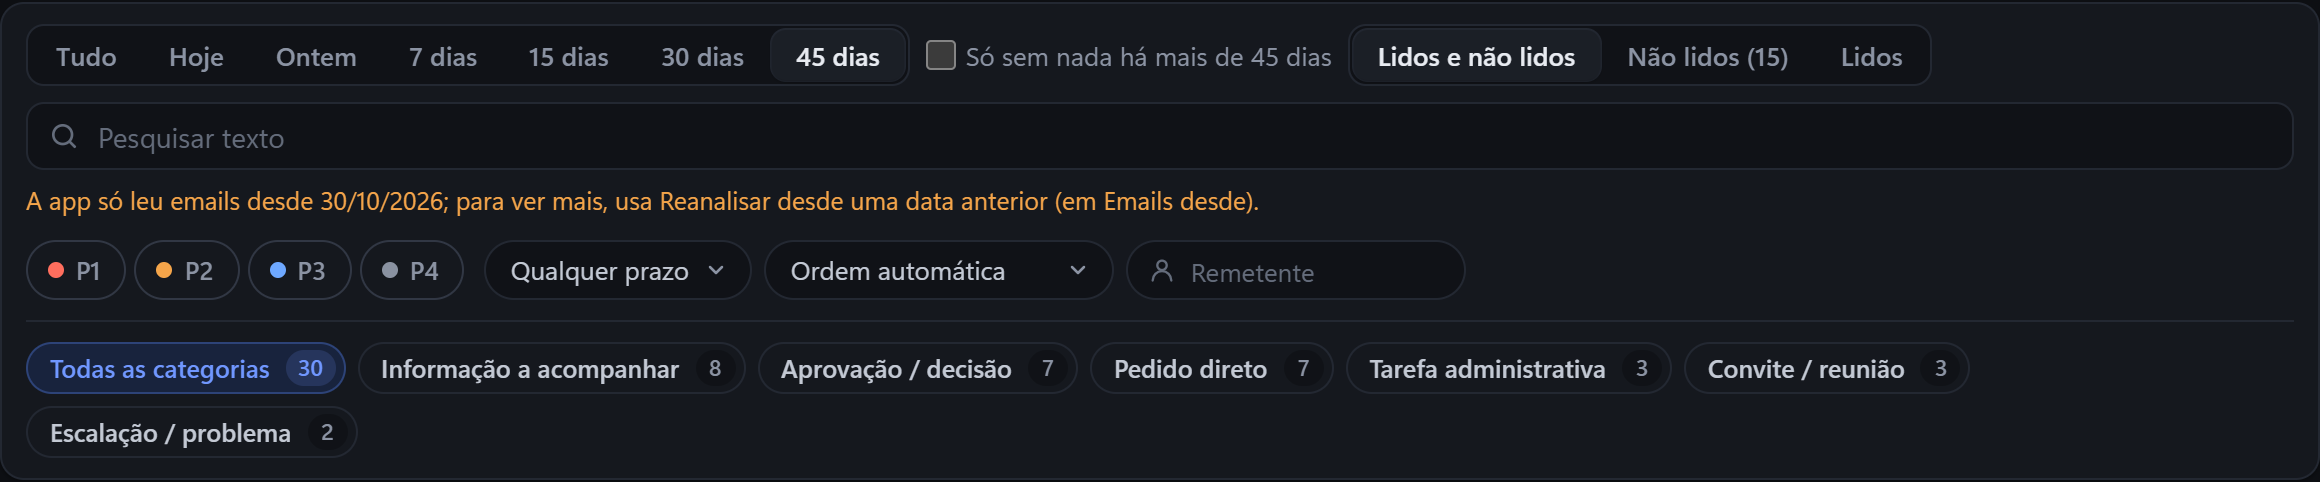 Tudo Hoje Ontem 7 dias 15 dias 30 dias 45 dias Só sem nada há mais de 45 dias Lidos e não lidos Não lidos (15) Lidos
Pesquisar texto
A app só leu emails desde 30/10/2026; para ver mais, usa Reanalisar desde uma data anterior (em Emails desde).
P1 P2 P3 P4 Qualquer prazo Ordem automática Remetente
Todas as categorias 30 Informação a acompanhar 8 Aprovação / decisão 7 Pedido direto 7 Tarefa administrativa 3 Convite / reunião 3
Escalação / problema 2